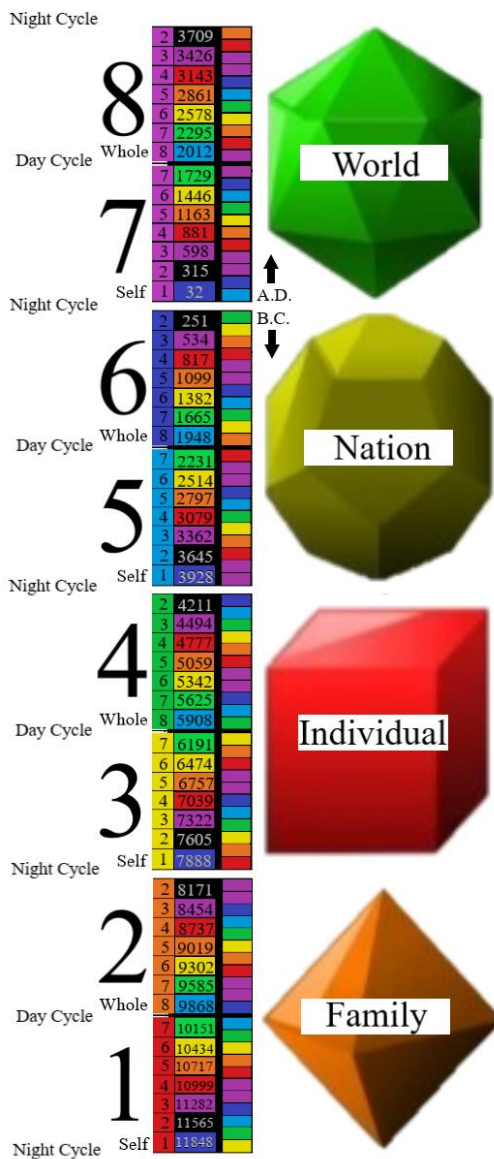 Night Cycle
2 3709
3 3426
4 3143
5 2861
6 2578
7 2295
8 2012
8
Whole
World
Day Cycle
7 1729
6 1446
5 1163
4 881
3 598
2 315
1 32
7
Self
A.D.
Night Cycle
B.C.
2 251
3 534
4 817
5 1099
6 1382
7 1665
8 1948
6
Whole
Nation
Day Cycle
7 2231
6 2514
5 2797
4 3079
3 3362
2 3645
1 3928
5
Self
Night Cycle
2 4211
3 4494
4 4777
5 5059
6 5342
7 5625
8 5908
4
Whole
Individual
Day Cycle
7 6191
6 6474
5 6757
4 7039
3 7322
2 7605
1 7888
3
Self
Night Cycle
2 8171
3 8454
4 8737
5 9019
6 9302
7 9585
8 9868
2
Whole
Family
Day Cycle
7 10151
6 10434
5 10717
4 10999
3 11282
2 11565
1 11848
1
Self
Night Cycle